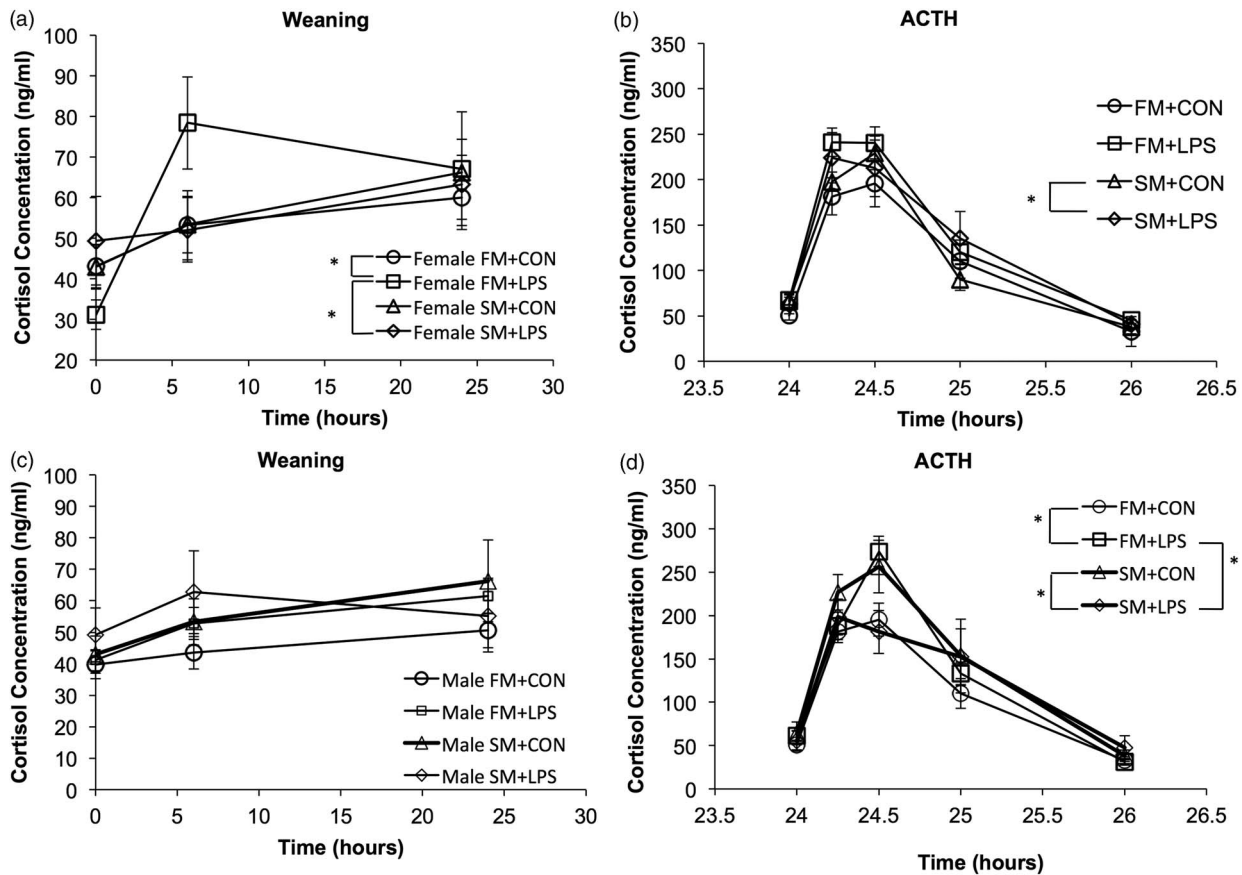 (a)
Weaning
Cortisol Concentation (ng/ml)
100
90
80
70
60
50
40
30
20
0 5 10 15 20 25 30
Time (hours)
* Female FM+CON
Female FM+LPS
* Female SM+CON
Female SM+LPS
(b)
ACTH
Cortisol Concentration (ng/ml)
350
300
250
200
150
100
50
0
23.5 24 24.5 25 25.5 26 26.5
Time (hours)
FM+CON
FM+LPS
* SM+CON
SM+LPS
(c)
Weaning
Cortisol Concentration (ng/ml)
100
90
80
70
60
50
40
30
20
10
0
0 5 10 15 20 25 30
Time (hours)
Male FM+CON
Male FM+LPS
Male SM+CON
Male SM+LPS
(d)
ACTH
Cortisol Concentration (ng/ml)
350
300
250
200
150
100
50
0
23.5 24 24.5 25 25.5 26 26.5
Time (hours)
* FM+CON
FM+LPS *
* SM+CON
SM+LPS